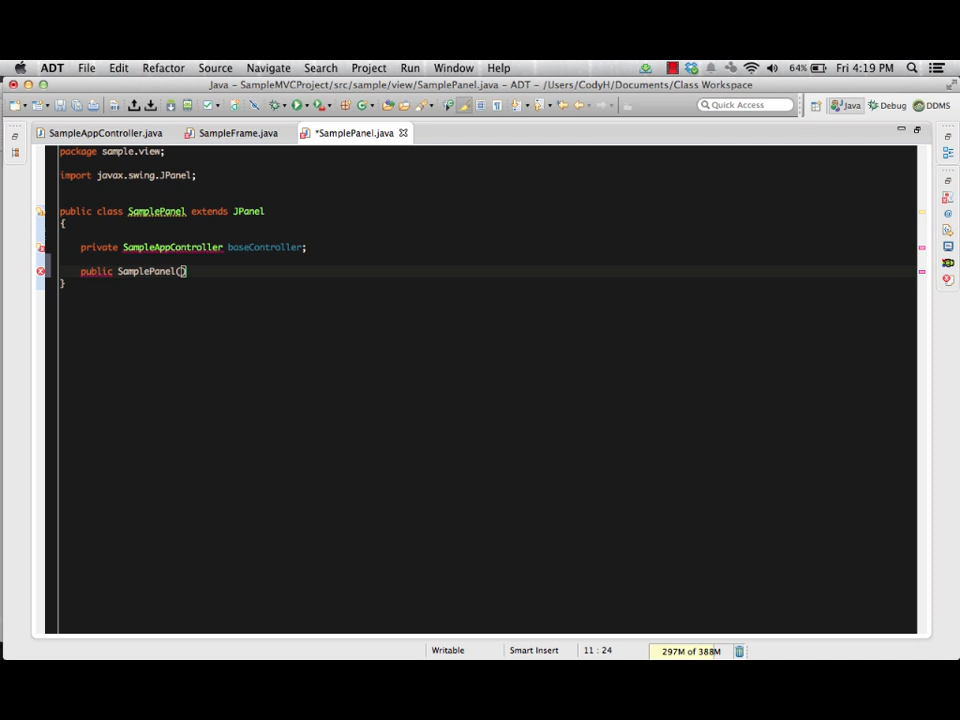 ADT File Edit Refactor Source Navigate Search Project Run Window Help 64% Fri 4:19 PM
Java - SampleMVCProject/src/sample/view/SamplePanel.java - ADT - /Users/CodyH/Documents/Class Workspace
Quick Access Java Debug DDMS
SampleAppController.java SampleFrame.java *SamplePanel.java
package sample.view;
import javax.swing.JPanel;
public class SamplePanel extends JPanel
{
private SampleAppController baseController;
public SamplePanel()
}
Writable Smart Insert 11 : 24 297M of 388M